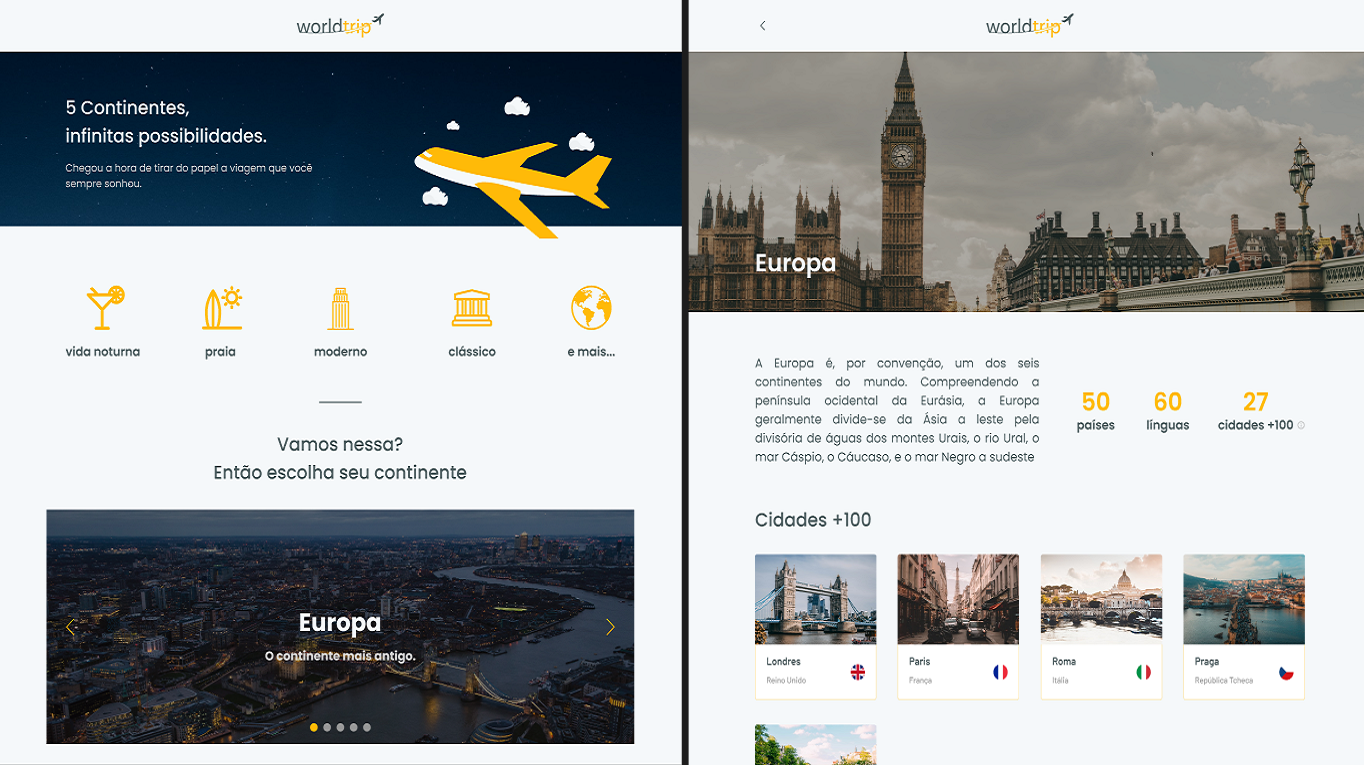 worldtrip
5 Continentes,
infinitas possibilidades.
Chegou a hora de tirar do papel a viagem que você
sempre sonhou.
vida noturna
praia
moderno
clássico
e mais...
Vamos nessa?
Então escolha seu continente
Europa
O continente mais antigo.
worldtrip
Europa
A Europa é, por convenção, um dos seis
continentes do mundo. Compreendendo a
península ocidental da Eurásia, a Europa
geralmente divide-se da Ásia a leste pela
divisória de águas dos montes Urais, o rio Ural, o
mar Cáspio, o Cáucaso, e o mar Negro a sudeste
50
países
60
línguas
27
cidades +100
Cidades +100
Londres
Reino Unido
Paris
França
Roma
Itália
Praga
República Tcheca